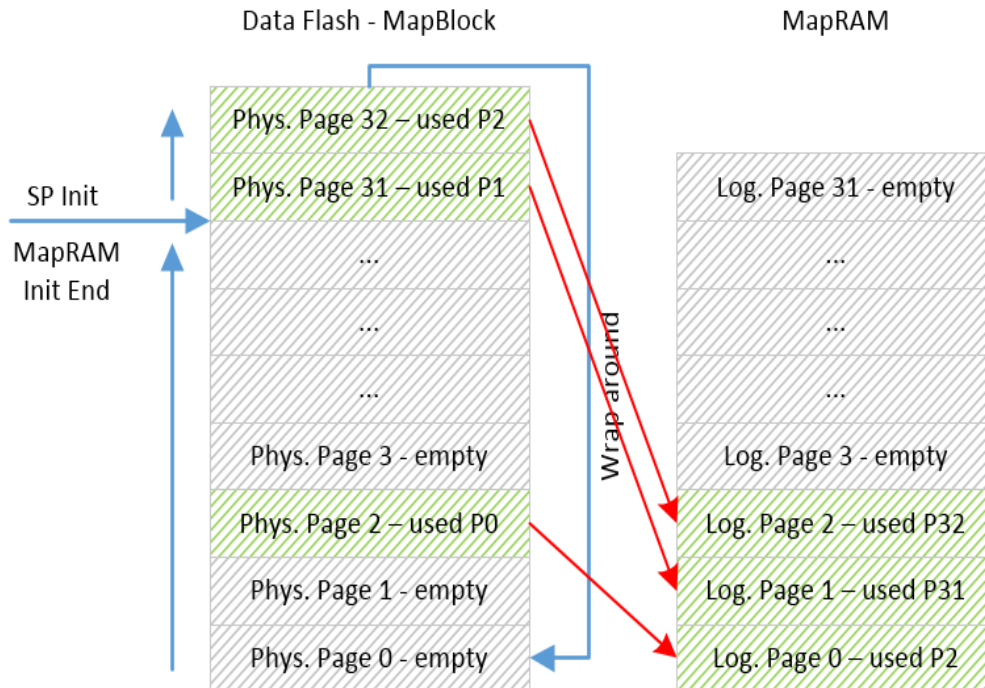 Data Flash - MapBlock
MapRAM
Phys. Page 32 – used P2
Phys. Page 31 – used P1
...
...
...
Phys. Page 3 - empty
Phys. Page 2 – used P0
Phys. Page 1 - empty
Phys. Page 0 - empty
SP Init
MapRAM
Init End
Wrap around
Log. Page 31 - empty
...
...
...
Log. Page 3 - empty
Log. Page 2 – used P32
Log. Page 1 – used P31
Log. Page 0 – used P2